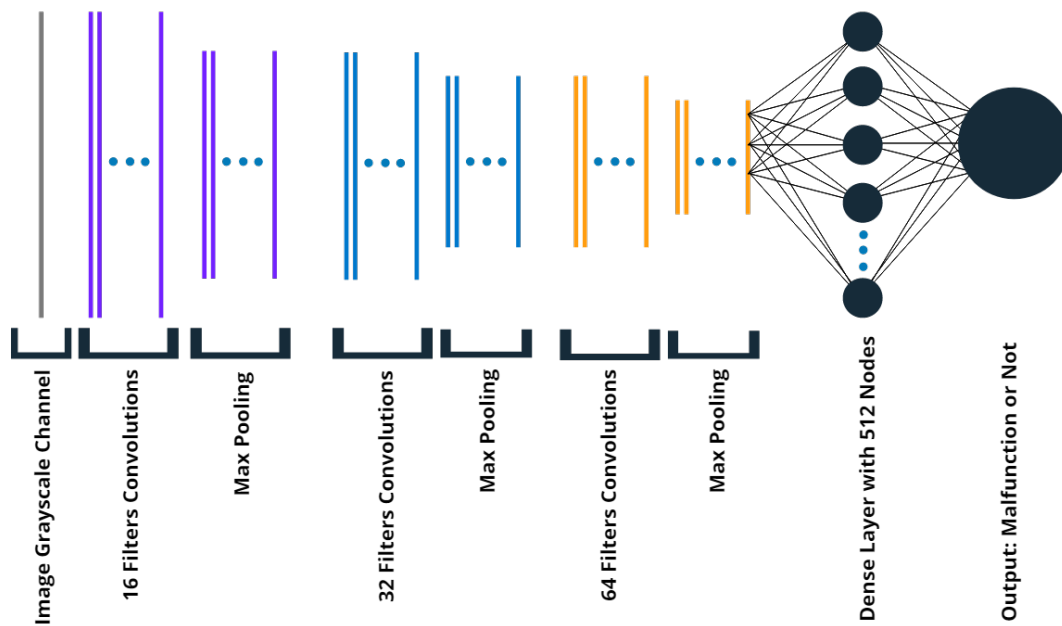 Image Grayscale Channel
16 Filters Convolutions
Max Pooling
32 Filters Convolutions
Max Pooling
64 Filters Convolutions
Max Pooling
Dense Layer with 512 Nodes
Output: Malfunction or Not